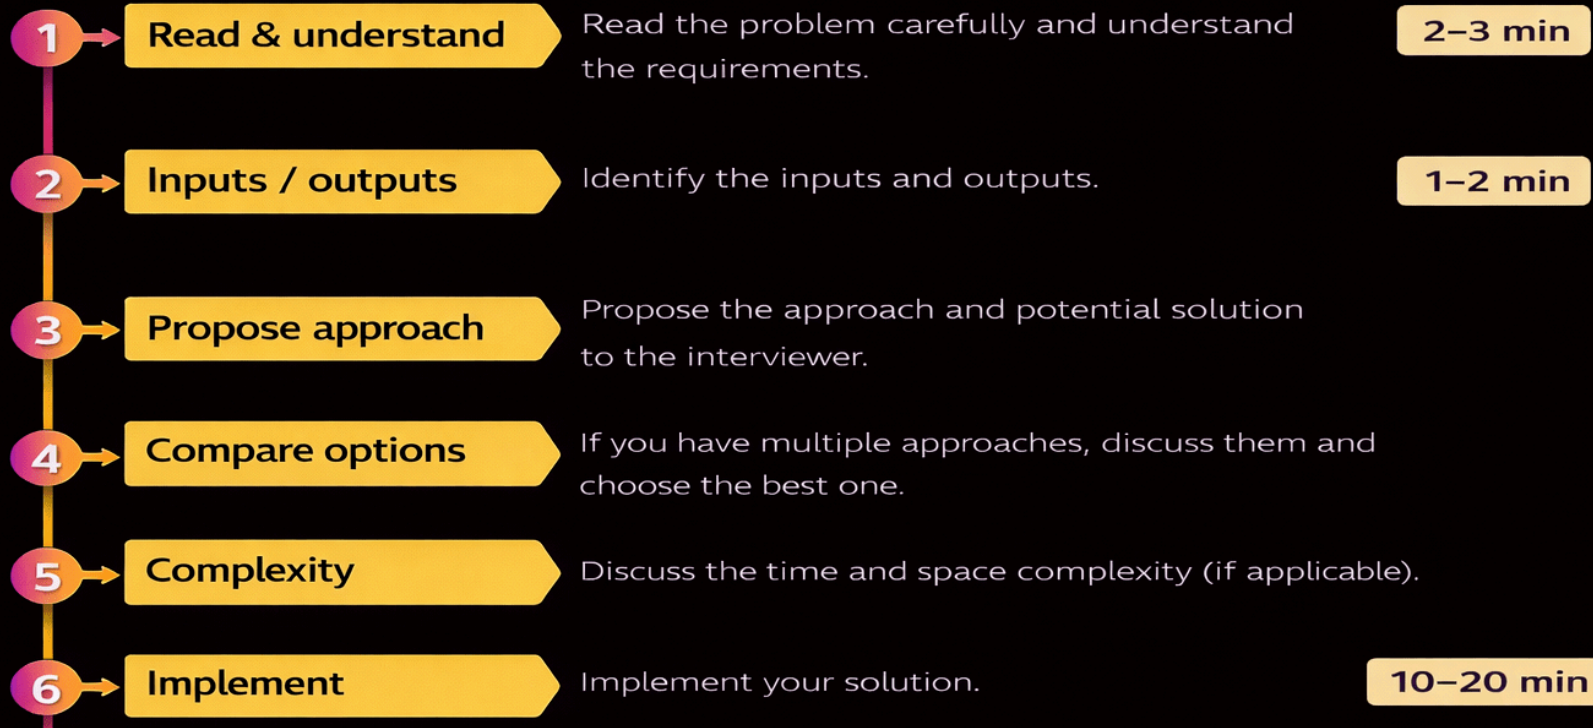 1
Read & understand
Read the problem carefully and understand
the requirements.
2–3 min
2
Inputs / outputs
Identify the inputs and outputs.
1–2 min
3
Propose approach
Propose the approach and potential solution
to the interviewer.
4
Compare options
If you have multiple approaches, discuss them and
choose the best one.
5
Complexity
Discuss the time and space complexity (if applicable).
6
Implement
Implement your solution.
10–20 min